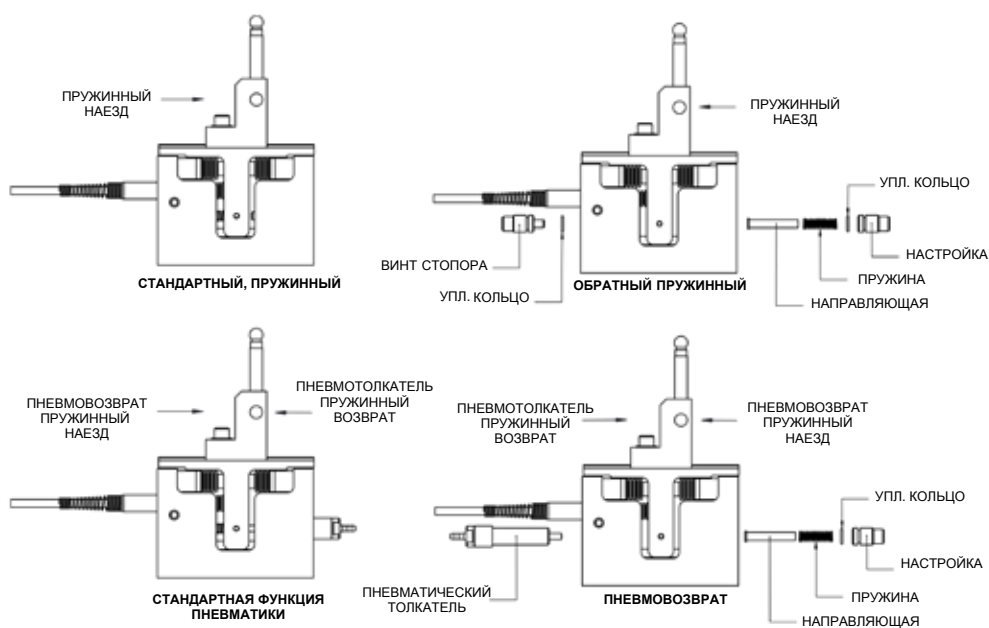 ПРУЖИННЫЙ
НАЕЗД
СТАНДАРТНЫЙ, ПРУЖИННЫЙ
ПРУЖИННЫЙ
НАЕЗД
УПЛ. КОЛЬЦО
НАСТРОЙКА
ПРУЖИНА
НАПРАВЛЯЮЩАЯ
ВИНТ СТОПОРА
УПЛ. КОЛЬЦО
ОБРАТНЫЙ ПРУЖИННЫЙ
ПНЕВМОВОЗВРАТ
ПРУЖИННЫЙ
НАЕЗД
ПНЕВМОТОЛКАТЕЛЬ
ПРУЖИННЫЙ
ВОЗВРАТ
СТАНДАРТНАЯ ФУНКЦИЯ
ПНЕВМАТИКИ
ПНЕВМОТОЛКАТЕЛЬ
ПРУЖИННЫЙ
ВОЗВРАТ
ПНЕВМОВОЗВРАТ
ПРУЖИННЫЙ
НАЕЗД
УПЛ. КОЛЬЦО
НАСТРОЙКА
ПРУЖИНА
НАПРАВЛЯЮЩАЯ
ПНЕВМАТИЧЕСКИЙ
ТОЛКАТЕЛЬ
ПНЕВМОВОЗВРАТ